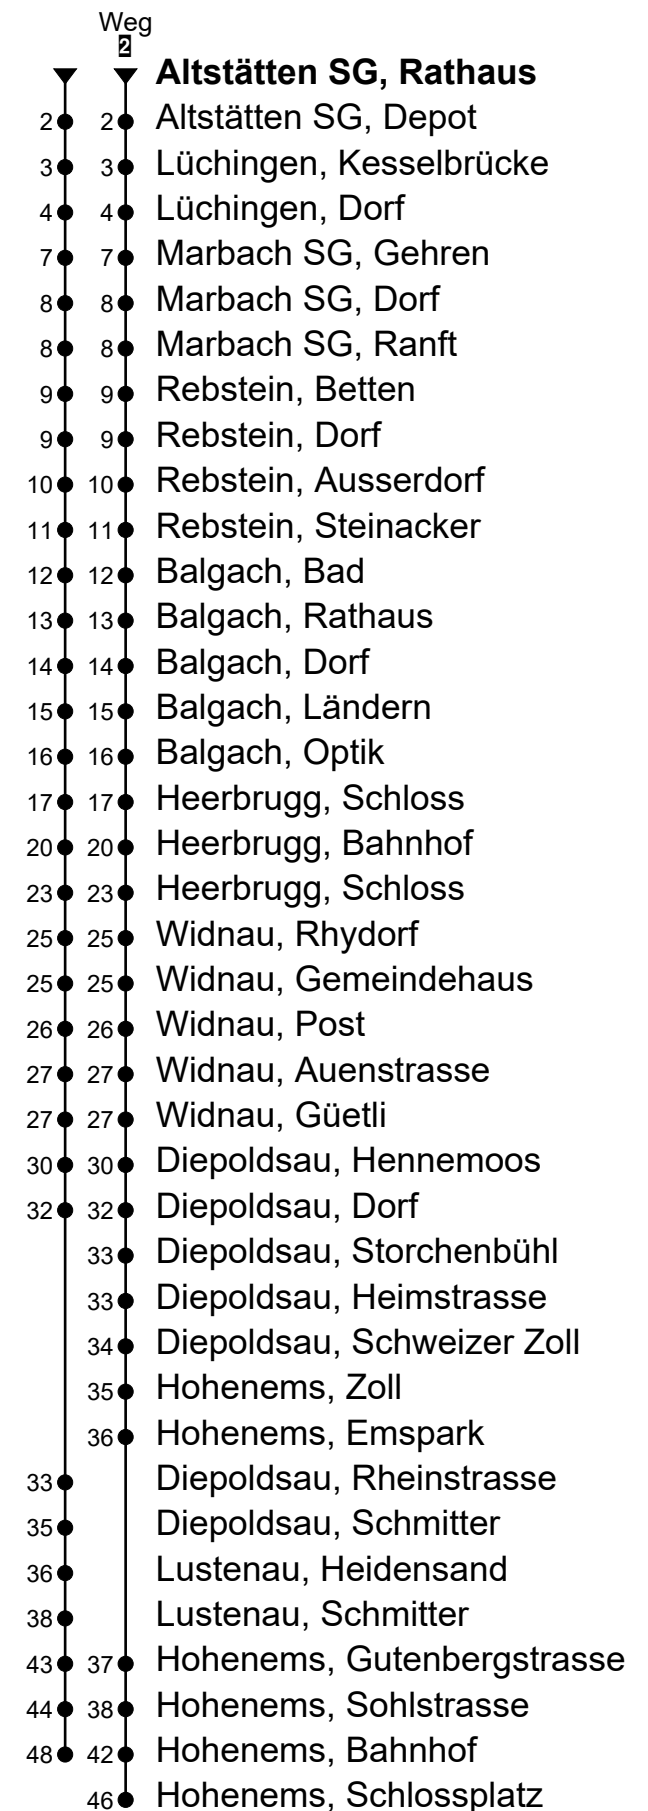 Weg
2
Altstätten SG, Rathaus
2 2 Altstätten SG, Depot
3 3 Lüchingen, Kesselbrücke
4 4 Lüchingen, Dorf
7 7 Marbach SG, Gehren
8 8 Marbach SG, Dorf
8 8 Marbach SG, Ranft
9 9 Rebstein, Betten
9 9 Rebstein, Dorf
10 10 Rebstein, Ausserdorf
11 11 Rebstein, Steinacker
12 12 Balgach, Bad
13 13 Balgach, Rathaus
14 14 Balgach, Dorf
15 15 Balgach, Ländern
16 16 Balgach, Optik
17 17 Heerbrugg, Schloss
20 20 Heerbrugg, Bahnhof
23 23 Heerbrugg, Schloss
25 25 Widnau, Rhydorf
25 25 Widnau, Gemeindehaus
26 26 Widnau, Post
27 27 Widnau, Auenstrasse
27 27 Widnau, Güetli
30 30 Diepoldsau, Hennemoos
32 32 Diepoldsau, Dorf
33 Diepoldsau, Storchenbühl
33 Diepoldsau, Heimstrasse
34 Diepoldsau, Schweizer Zoll
35 Hohenems, Zoll
36 Hohenems, Emspark
33 Diepoldsau, Rheinstrasse
35 Diepoldsau, Schmitter
36 Lustenau, Heidensand
38 Lustenau, Schmitter
43 37 Hohenems, Gutenbergstrasse
44 38 Hohenems, Sohlstrasse
48 42 Hohenems, Bahnhof
46 Hohenems, Schlossplatz